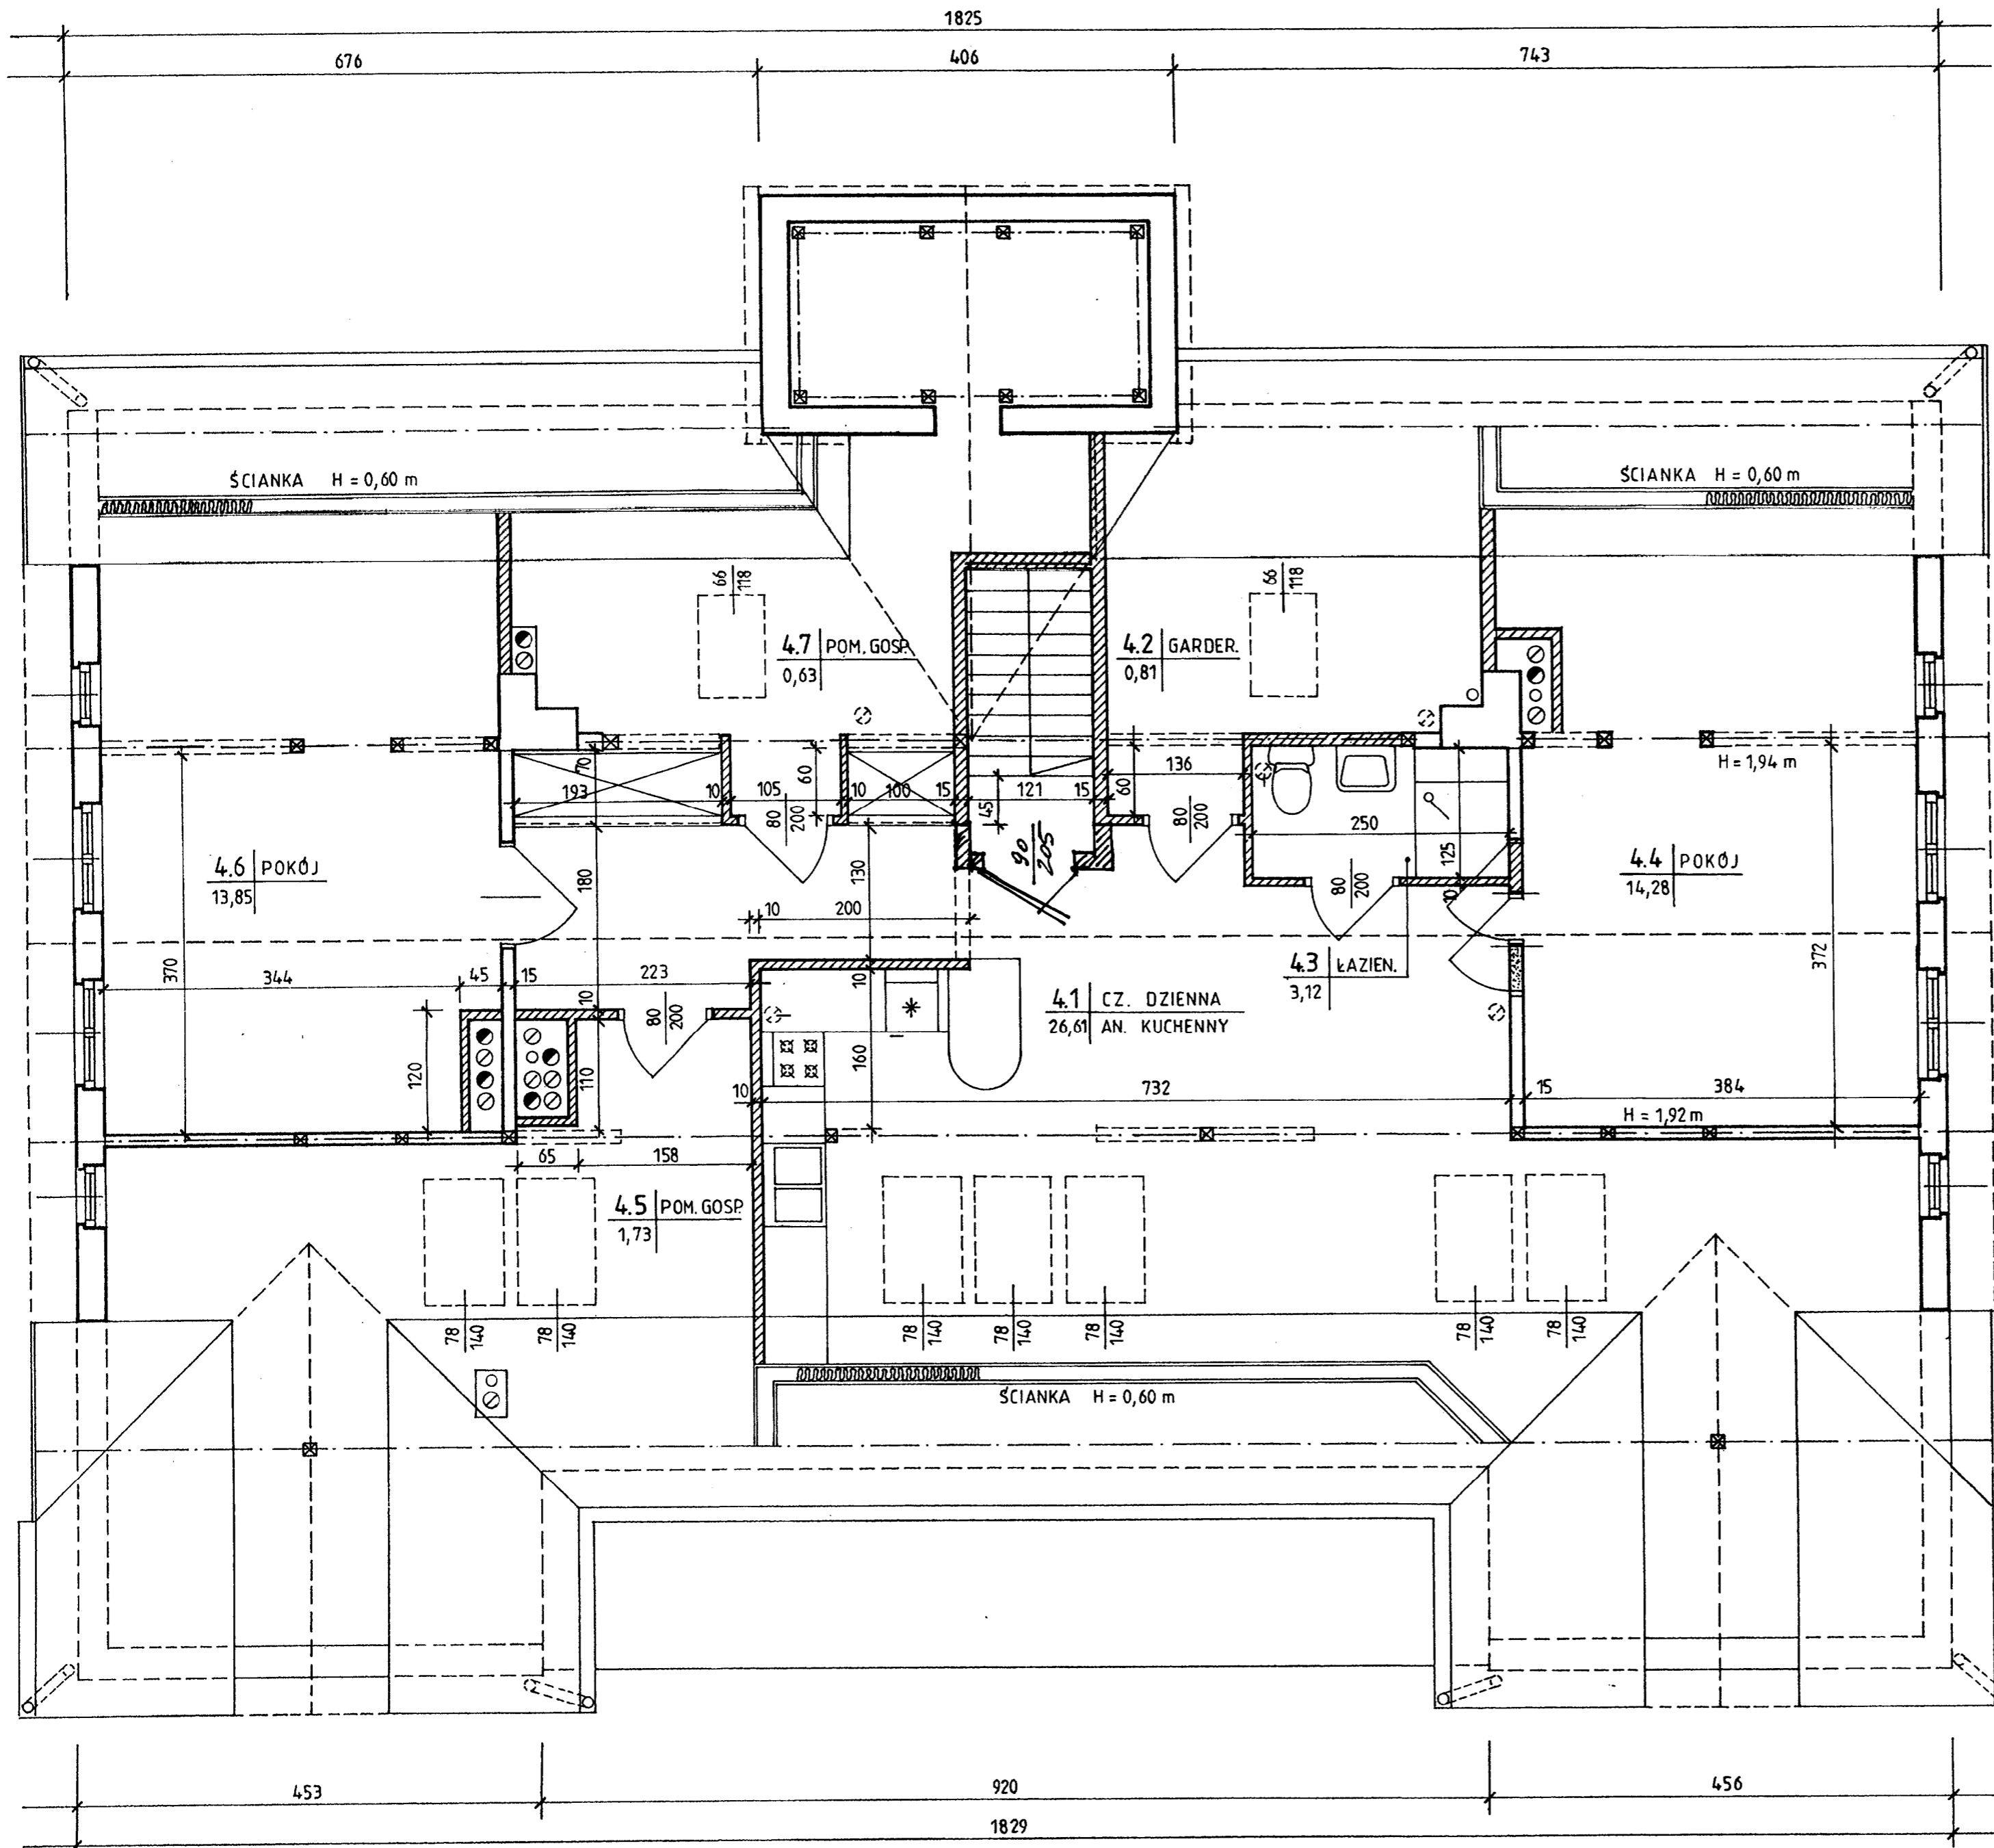 1825
676 406 743
ŚCIANKA H = 0,60 m
ŚCIANKA H = 0,60 m
66
118
66
118
4.7 POM. GOSP.
0,63
4.2 GARDER.
0,81
H = 1,94 m
70
193 10 105 60 10 100 15 121 15 60 136
80
200
45
90
205
80
200
250
125
4.6 POKÓJ
13,85
180
130
80
200
10
4.4 POKÓJ
14,28
10 200
370
344 45 15 223
372
4.3 ŁAZIEN.
3,12
10
10
80
200
4.1 CZ. DZIENNA
26,61 AN. KUCHENNY
120
110
160
10 732 15 384
H = 1,92 m
65 158
4.5 POM. GOSP.
1,73
78
140
78
140
78
140
78
140
78
140
78
140
78
140
ŚCIANKA H = 0,60 m
453 920 456
1829